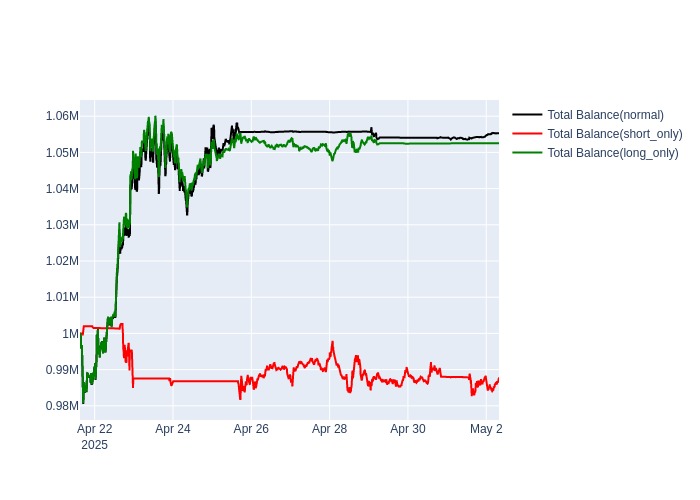 1.06M
1.05M
1.04M
1.03M
1.02M
1.01M
1M
0.99M
0.98M
Apr 22
2025
Apr 24
Apr 26
Apr 28
Apr 30
May 2
Total Balance(normal)
Total Balance(short_only)
Total Balance(long_only)